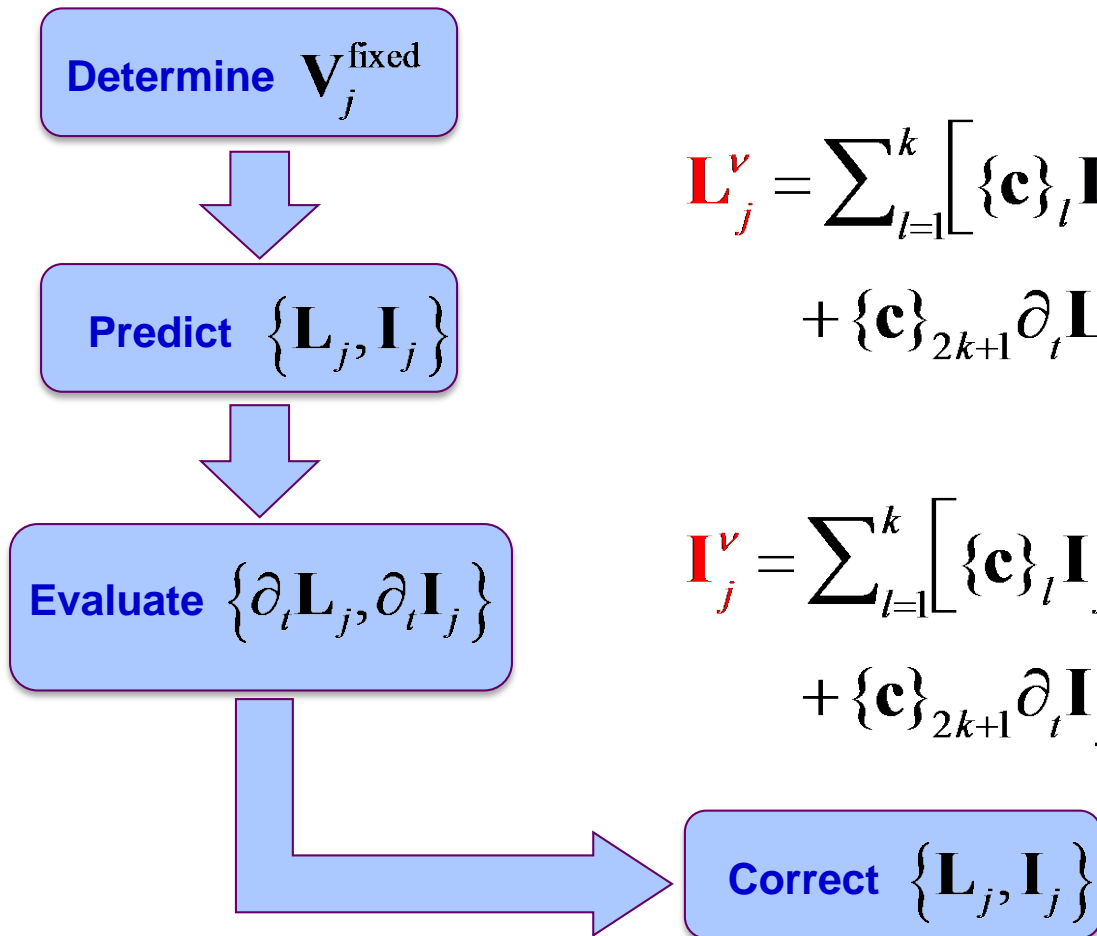 Determine V_j^fixed
Predict {L_j, I_j}
Evaluate {∂_t L_j, ∂_t I_j}
L_j^ν = ∑_{l=1}^k [ {c}_l
+ {c}_{2k+1} ∂_t L
I_j^ν = ∑_{l=1}^k [ {c}_l I
+ {c}_{2k+1} ∂_t I
Correct {L_j, I_j}